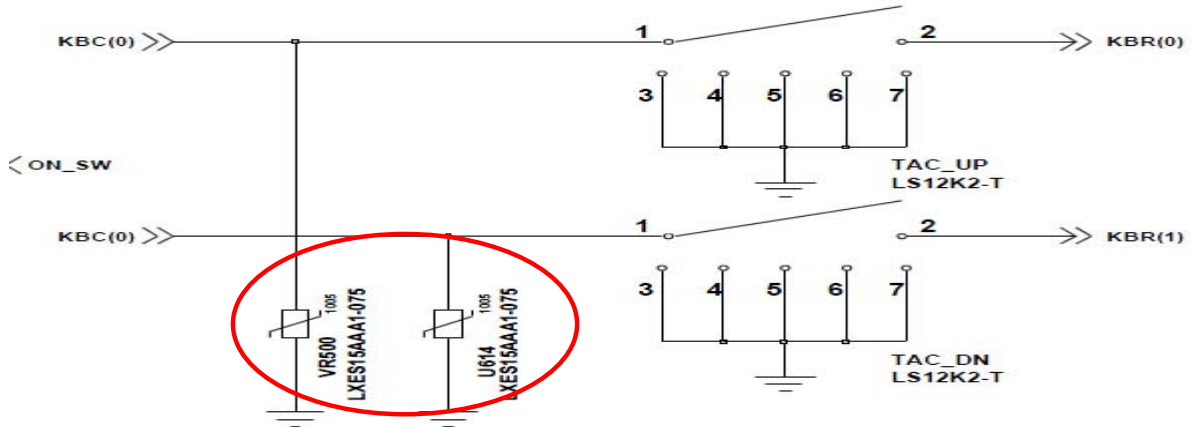 KBC(0)
1
2
KBR(0)
3 4 5 6 7
ON_SW
TAC_UP
LS12K2-T
KBC(0)
1
2
KBR(1)
3 4 5 6 7
TAC_DN
LS12K2-T
1005
VR500
LXES15AAA1-075
1005
U614
LXES15AAA1-075